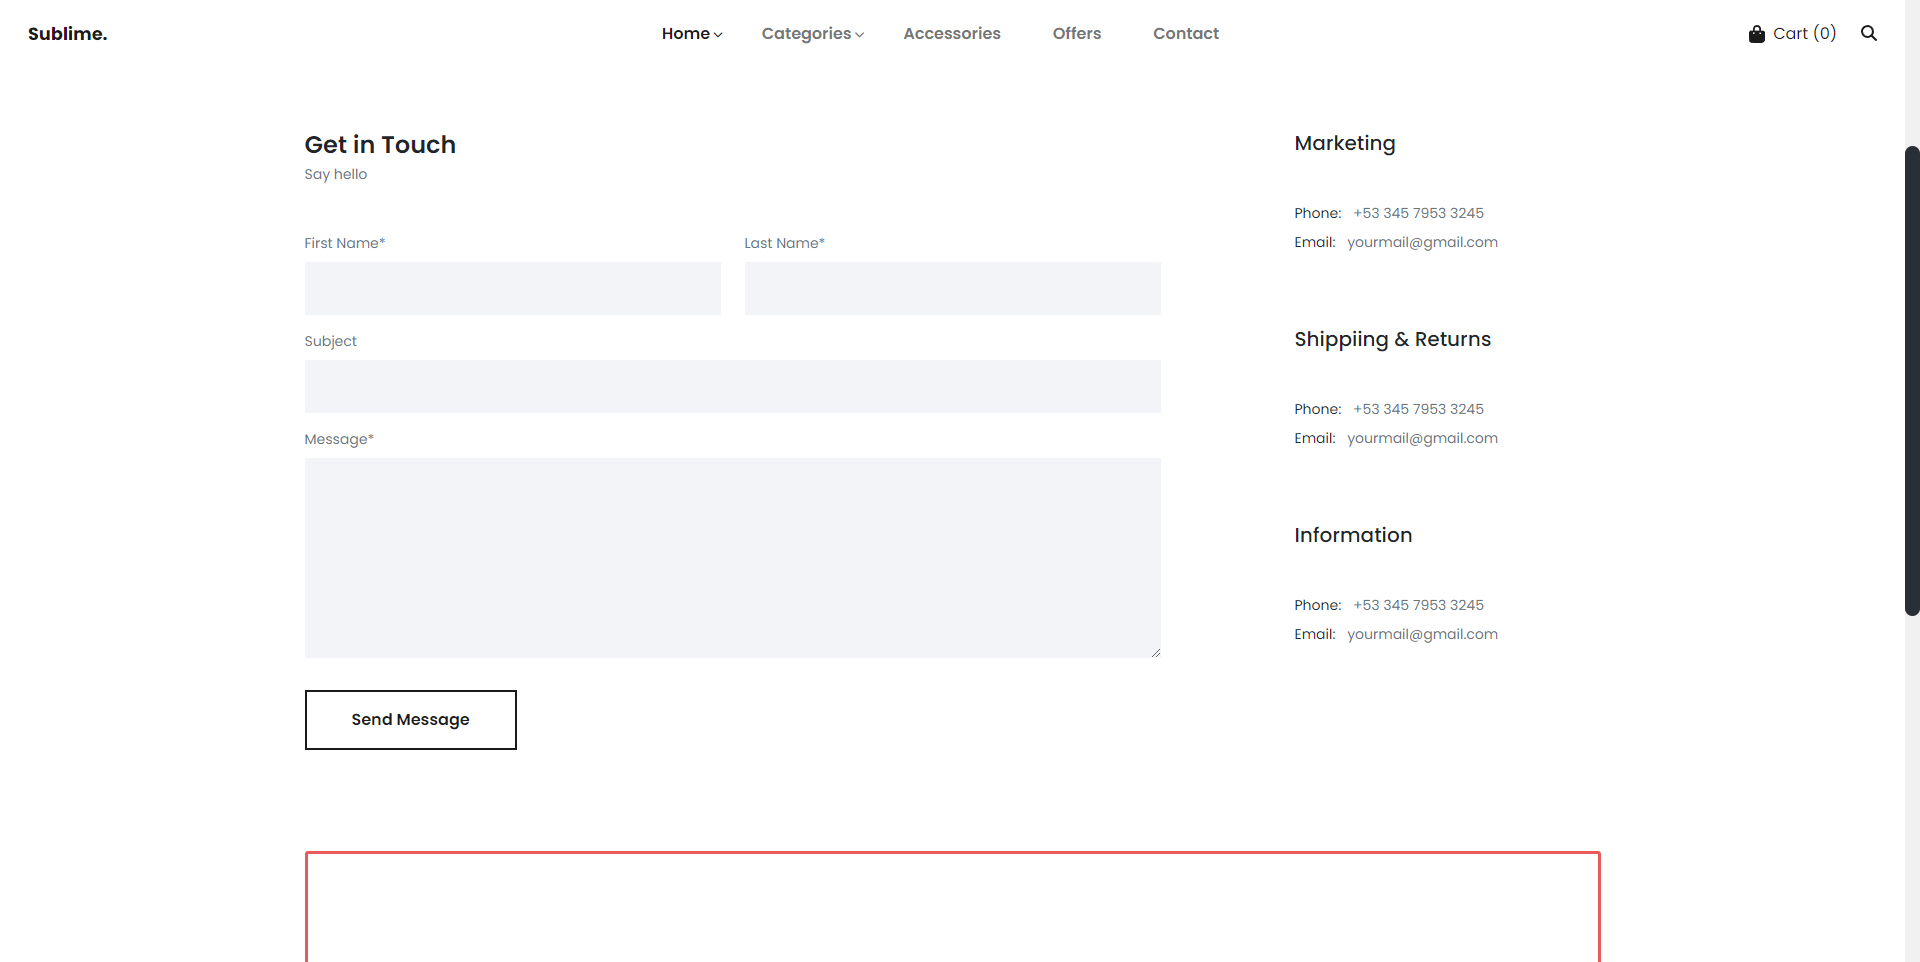 Sublime.
Home
Categories
Accessories
Offers
Contact
Cart (0)
Get in Touch
Say hello
First Name*
Last Name*
Subject
Message*
Send Message
Marketing
Phone: +53 345 7953 3245
Email: yourmail@gmail.com
Shippiing & Returns
Phone: +53 345 7953 3245
Email: yourmail@gmail.com
Information
Phone: +53 345 7953 3245
Email: yourmail@gmail.com